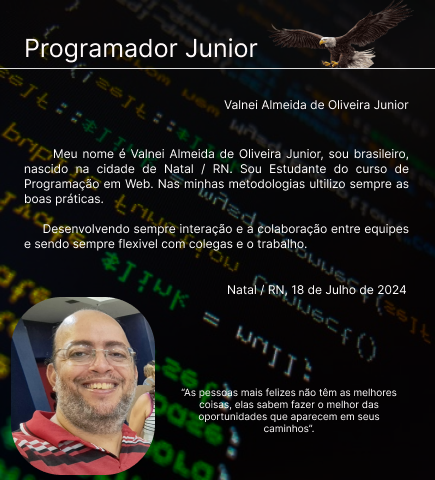 Programador Junior
Valnei Almeida de Oliveira Junior
Meu nome é Valnei Almeida de Oliveira Junior, sou brasileiro,
nascido na cidade de Natal / RN. Sou Estudante do curso de
Programação em Web. Nas minhas metodologias ultilizo sempre as
boas práticas.
Desenvolvendo sempre interação e a colaboração entre equipes
e sendo sempre flexivel com colegas e o trabalho.
Natal / RN, 18 de Julho de 2024
"As pessoas mais felizes não têm as melhores
coisas, elas sabem fazer o melhor das
oportunidades que aparecem em seus
caminhos".